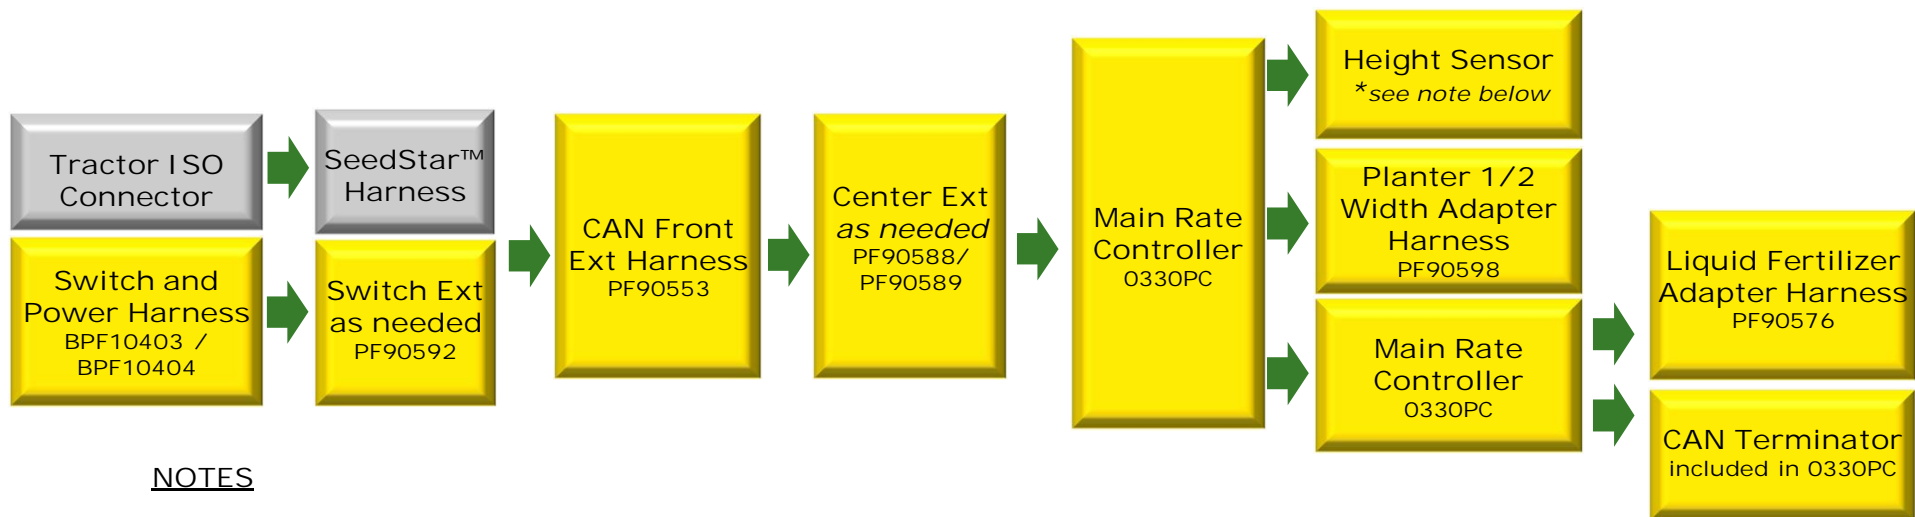 Tractor ISO
Connector
SeedStar™
Harness
Switch and
Power Harness
BPF10403 /
BPF10404
Switch Ext
as needed
PF90592
CAN Front
Ext Harness
PF90553
Center Ext
as needed
PF90588/
PF90589
Main Rate
Controller
0330PC
Height Sensor
*see note below
Planter 1/2
Width Adapter
Harness
PF90598
Main Rate
Controller
0330PC
Liquid Fertilizer
Adapter Harness
PF90576
CAN Terminator
included in 0330PC
NOTES